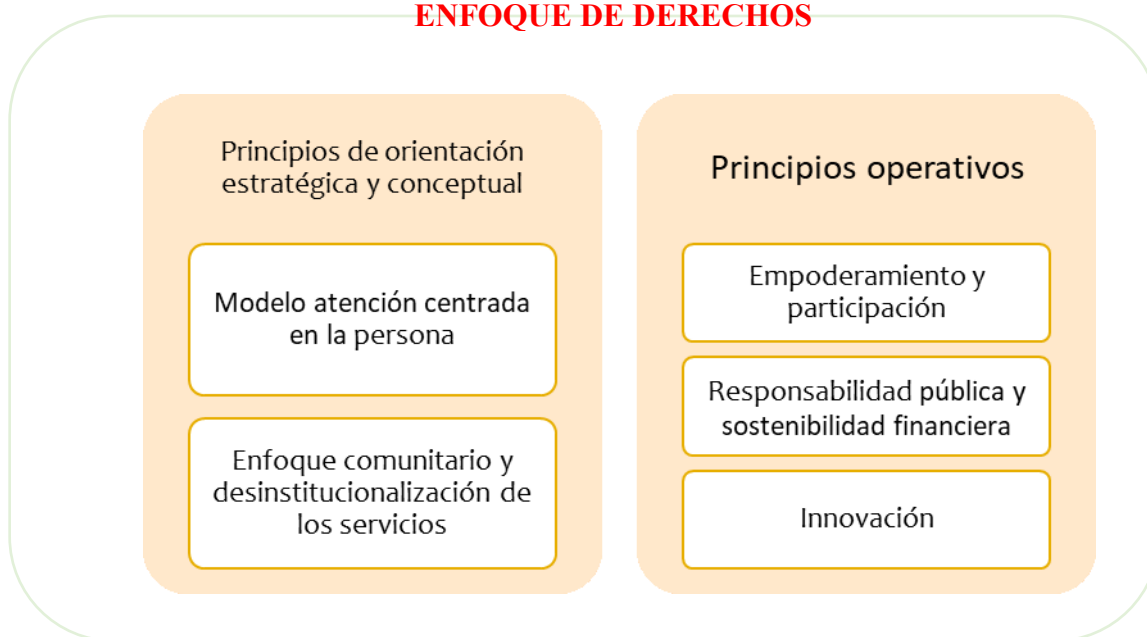 ENFOQUE DE DERECHOS
Principios de orientación
estratégica y conceptual
Modelo atención centrada
en la persona
Enfoque comunitario y
desinstitucionalización de
los servicios
Principios operativos
Empoderamiento y
participación
Responsabilidad pública y
sostenibilidad financiera
Innovación